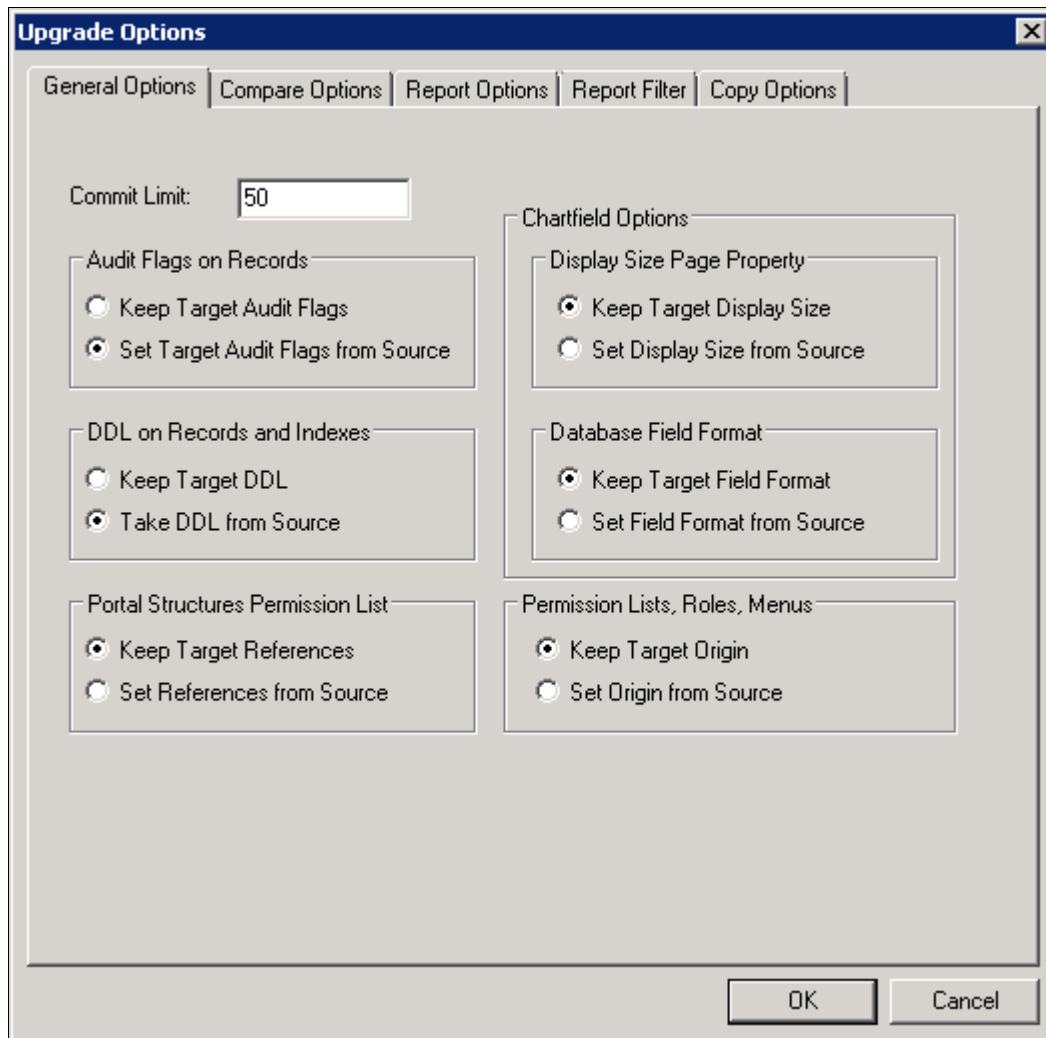 Upgrade Options
General Options Compare Options Report Options Report Filter Copy Options
Commit Limit: 50
Audit Flags on Records
Keep Target Audit Flags
Set Target Audit Flags from Source
DDL on Records and Indexes
Keep Target DDL
Take DDL from Source
Portal Structures Permission List
Keep Target References
Set References from Source
Chartfield Options
Display Size Page Property
Keep Target Display Size
Set Display Size from Source
Database Field Format
Keep Target Field Format
Set Field Format from Source
Permission Lists, Roles, Menus
Keep Target Origin
Set Origin from Source
OK Cancel